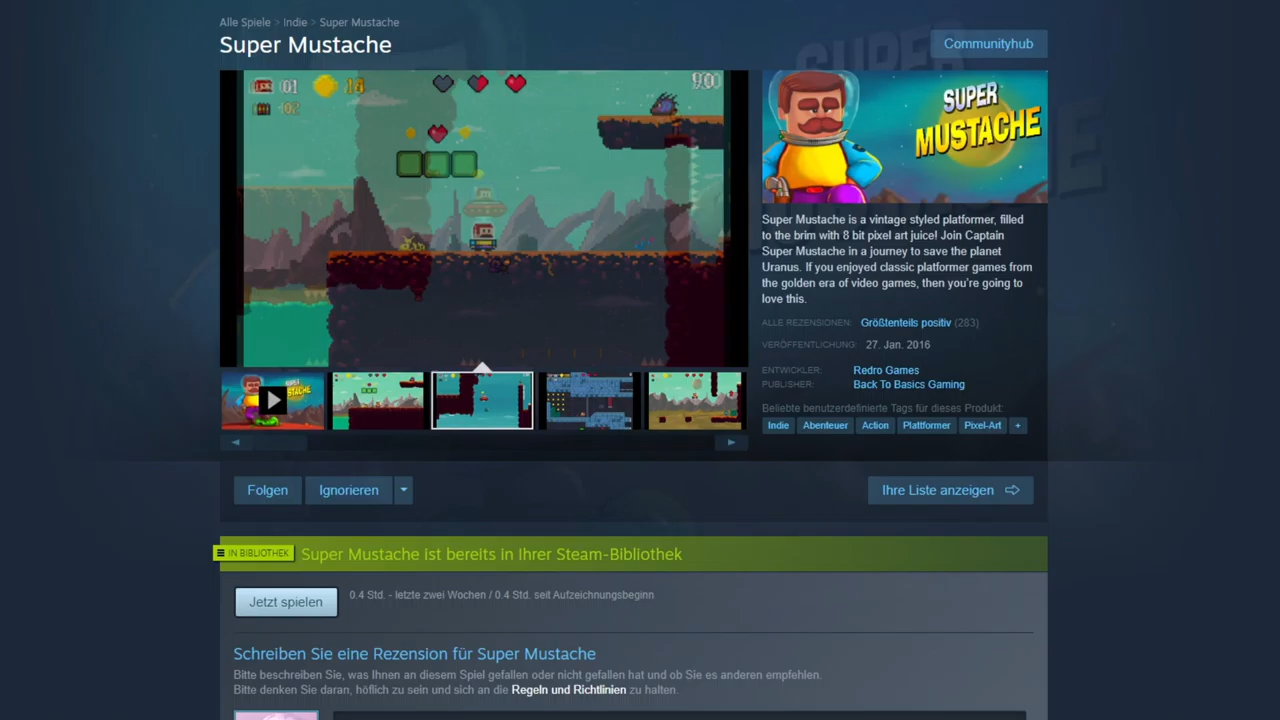 Alle Spiele > Indie > Super Mustache
Super Mustache
Communityhub
01
18
02
900
SUPER
MUSTACHE
Super Mustache is a vintage styled platformer, filled
to the brim with 8 bit pixel art juice! Join Captain
Super Mustache in a journey to save the planet
Uranus. If you enjoyed classic platformer games from
the golden era of video games, then you're going to
love this.
ALLE REZENSIONEN: Größtenteils positiv (283)
VERÖFFENTLICHUNG: 27. Jan. 2016
ENTWICKLER: Redro Games
PUBLISHER: Back To Basics Gaming
Beliebte benutzerdefinierte Tags für dieses Produkt:
Indie Abenteuer Action Plattformer Pixel-Art +
Folgen Ignorieren
Ihre Liste anzeigen
IN BIBLIOTHEK Super Mustache ist bereits in Ihrer Steam-Bibliothek
Jetzt spielen 0.4 Std. - letzte zwei Wochen / 0.4 Std. seit Aufzeichnungsbeginn
Schreiben Sie eine Rezension für Super Mustache
Bitte beschreiben Sie, was Ihnen an diesem Spiel gefallen oder nicht gefallen hat und ob Sie es anderen empfehlen.
Bitte denken Sie daran, höflich zu sein und sich an die Regeln und Richtlinien zu halten.